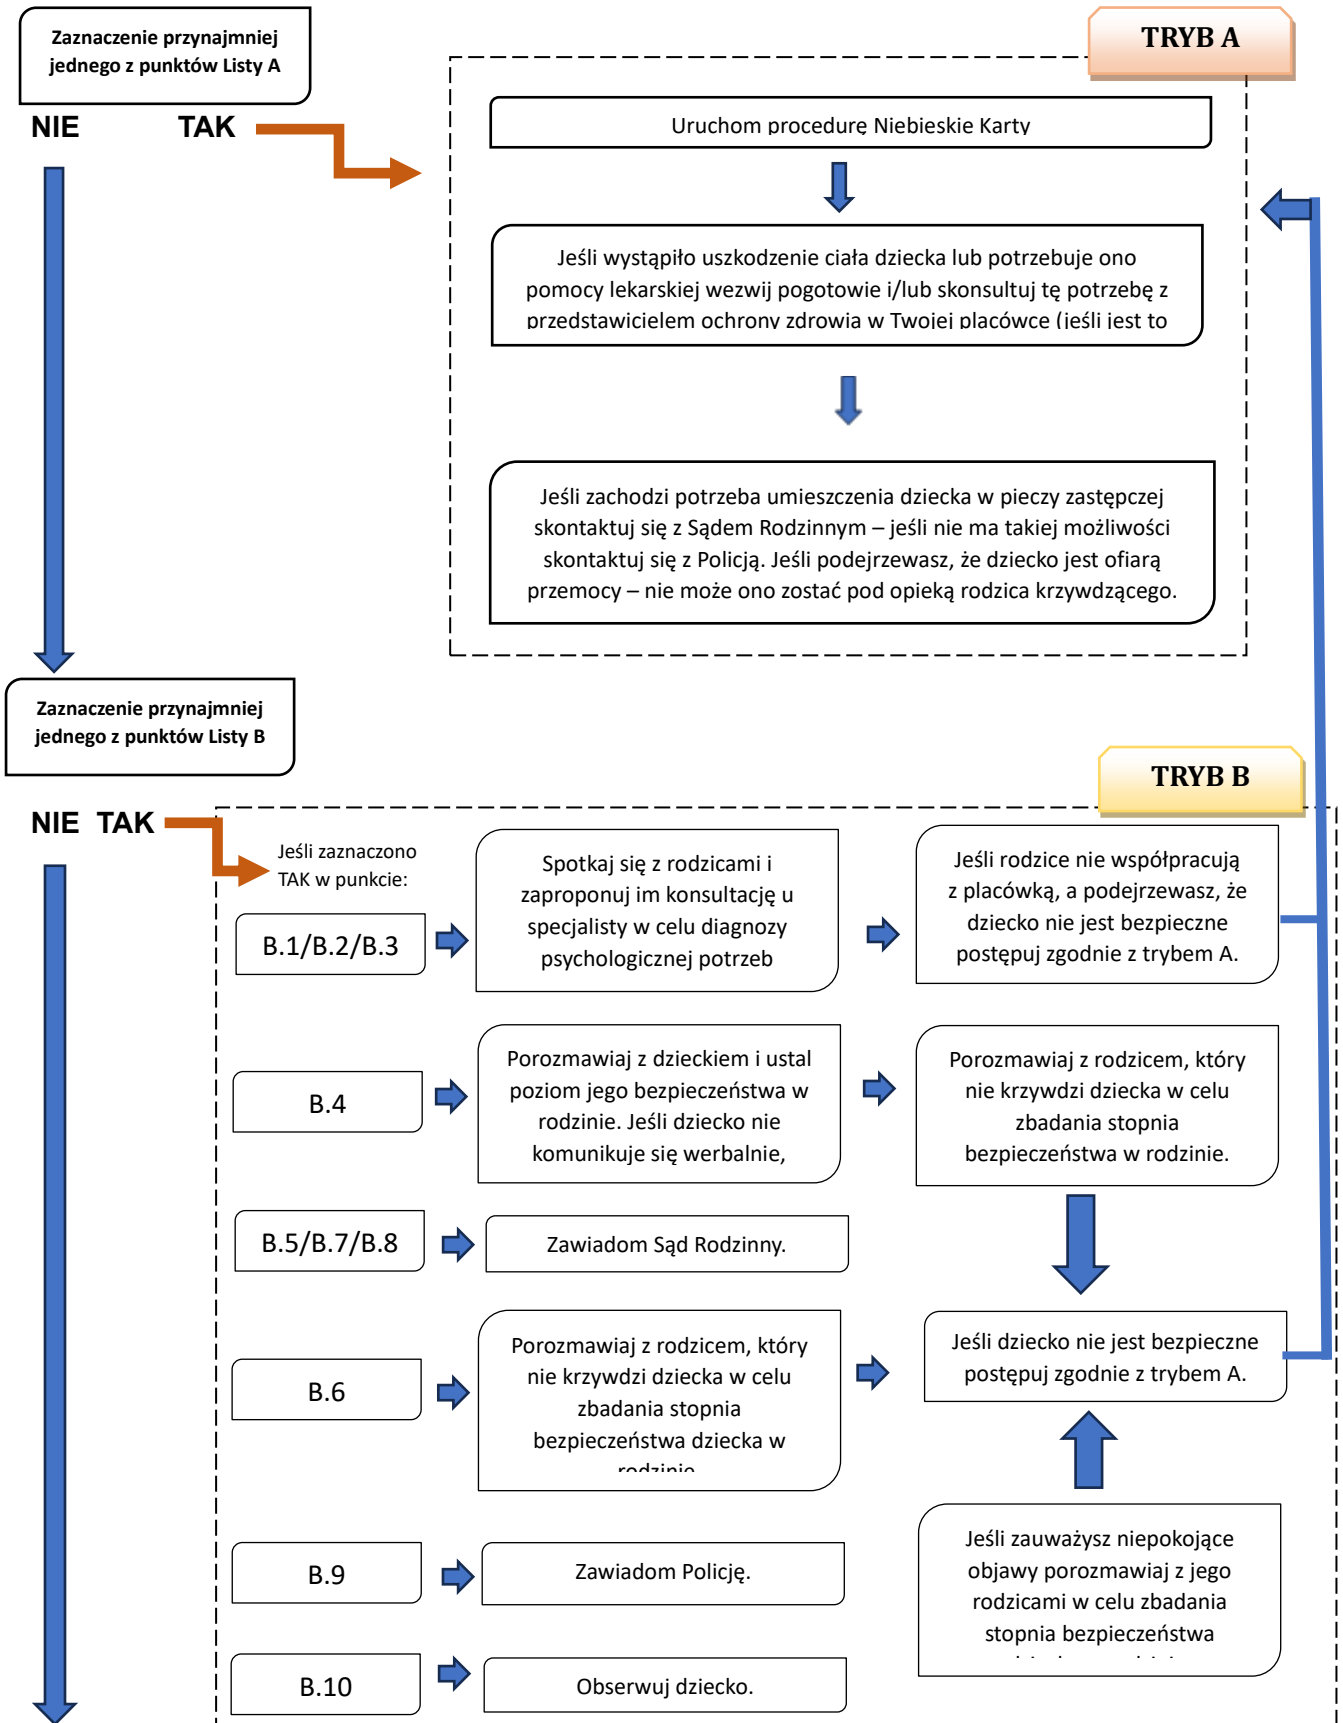 Zaznaczenie przynajmniej
jednego z punktów Listy A
NIE TAK
TRYB A
Uruchom procedurę Niebieskie Karty
Jeśli wystąpiło uszkodzenie ciała dziecka lub potrzebuje ono
pomocy lekarskiej wezwij pogotowie i/lub skonsultuj tę potrzebę z
przedstawicielem ochrony zdrowia w Twojej placówce (jeśli jest to
Jeśli zachodzi potrzeba umieszczenia dziecka w pieczy zastępczej
skontaktuj się z Sądem Rodzinnym – jeśli nie ma takiej możliwości
skontaktuj się z Policją. Jeśli podejrzewasz, że dziecko jest ofiarą
przemocy – nie może ono zostać pod opieką rodzica krzywdzącego.
Zaznaczenie przynajmniej
jednego z punktów Listy B
NIE TAK
TRYB B
Jeśli zaznaczono
TAK w punkcie:
B.1/B.2/B.3
Spotkaj się z rodzicami i
zaproponuj im konsultację u
specjalisty w celu diagnozy
psychologicznej potrzeb
Jeśli rodzice nie współpracują
z placówką, a podejrzewasz, że
dziecko nie jest bezpieczne
postępuj zgodnie z trybem A.
B.4
Porozmawiaj z dzieckiem i ustal
poziom jego bezpieczeństwa w
rodzinie. Jeśli dziecko nie
komunikuje się werbalnie,
Porozmawiaj z rodzicem, który
nie krzywdzi dziecka w celu
zbadania stopnia
bezpieczeństwa w rodzinie.
B.5/B.7/B.8
Zawiadom Sąd Rodzinny.
B.6
Porozmawiaj z rodzicem, który
nie krzywdzi dziecka w celu
zbadania stopnia
bezpieczeństwa dziecka w
rodzinie
Jeśli dziecko nie jest bezpieczne
postępuj zgodnie z trybem A.
B.9
Zawiadom Policję.
Jeśli zauważysz niepokojące
objawy porozmawiaj z jego
rodzicami w celu zbadania
stopnia bezpieczeństwa
B.10
Obserwuj dziecko.